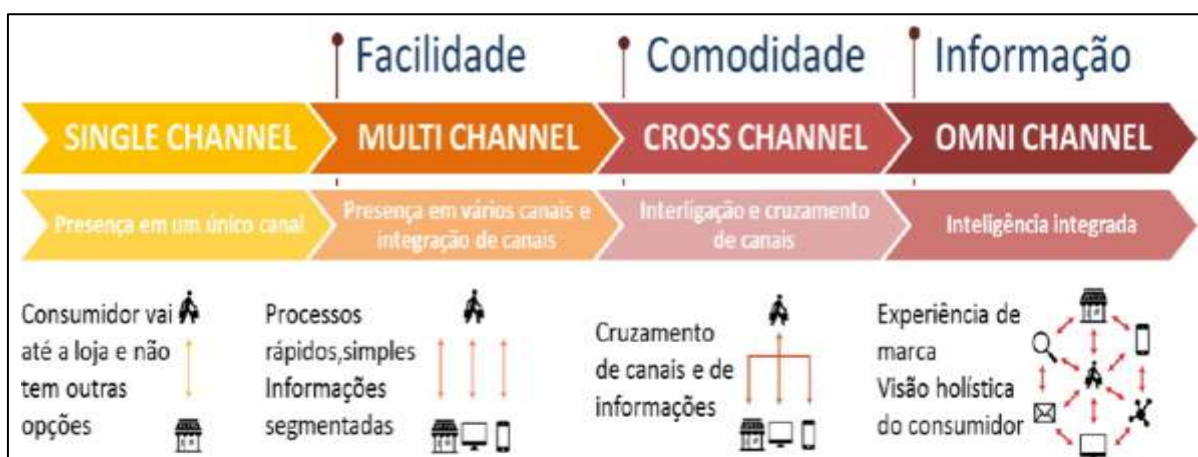 Facilidade
Comodidade
Informação
SINGLE CHANNEL
MULTI CHANNEL
CROSS CHANNEL
OMNI CHANNEL
Presença em um único canal
Presença em vários canais e
integração de canais
Interligação e cruzamento
de canais
Inteligência integrada
Consumidor vai
até a loja e não
tem outras
opções
Processos
rápidos,simples
Informações
segmentadas
Cruzamento
de canais e de
informações
Experiência de
marca
Visão holística
do consumidor